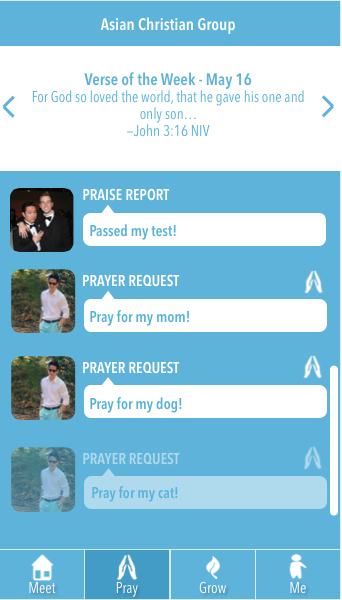 Asian Christian Group
Verse of the Week - May 16
For God so loved the world, that he gave his one and
only son…
–John 3:16 NIV
PRAISE REPORT
Passed my test!
PRAYER REQUEST
Pray for my mom!
PRAYER REQUEST
Pray for my dog!
PRAYER REQUEST
Pray for my cat!
Meet Pray Grow Me